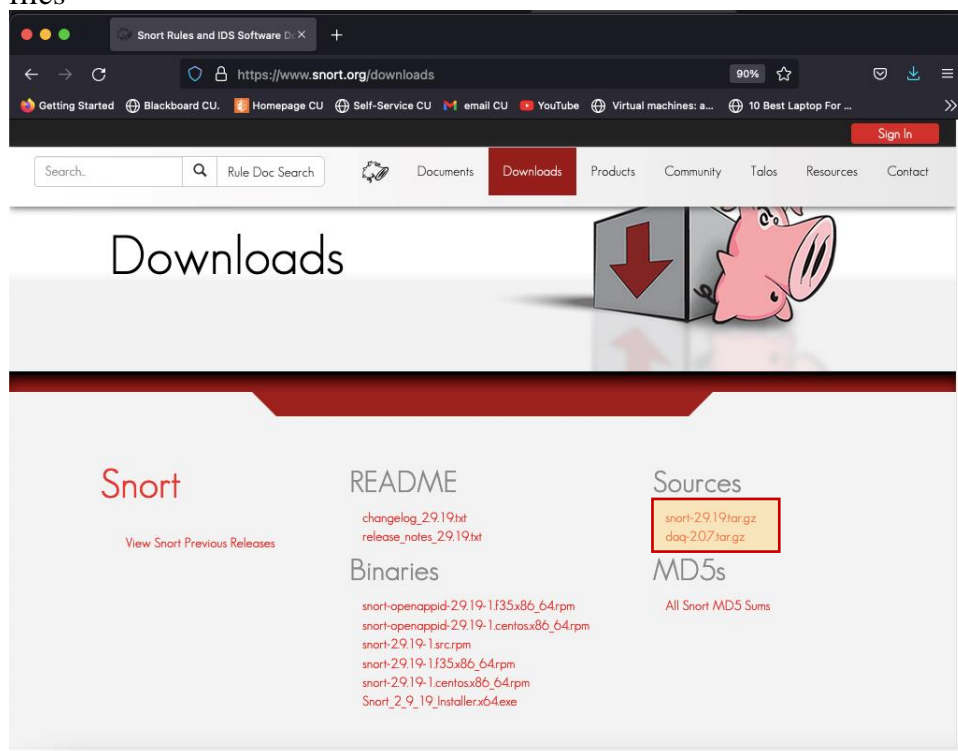 Snort Rules and IDS Software D
https://www.snort.org/downloads
90%
Getting Started Blackboard CU. Homepage CU Self-Service CU email CU YouTube Virtual machines: a... 10 Best Laptop For ...
Sign In
Search.. Rule Doc Search Documents Downloads Products Community Talos Resources Contact
Downloads
Snort
View Snort Previous Releases
README
changelog_2.9.19.txt
release_notes_2.9.19.txt
Binaries
snort-openappid-2.9.19-1.f35.x86_64.rpm
snort-openappid-2.9.19-1.centos.x86_64.rpm
snort-2.9.19-1.src.rpm
snort-2.9.19-1.f35.x86_64.rpm
snort-2.9.19-1.centos.x86_64.rpm
Snort_2_9_19_Installer.x64.exe
Sources
snort-2.9.19.tar.gz
daq-2.0.7.tar.gz
MD5s
All Snort MD5 Sums